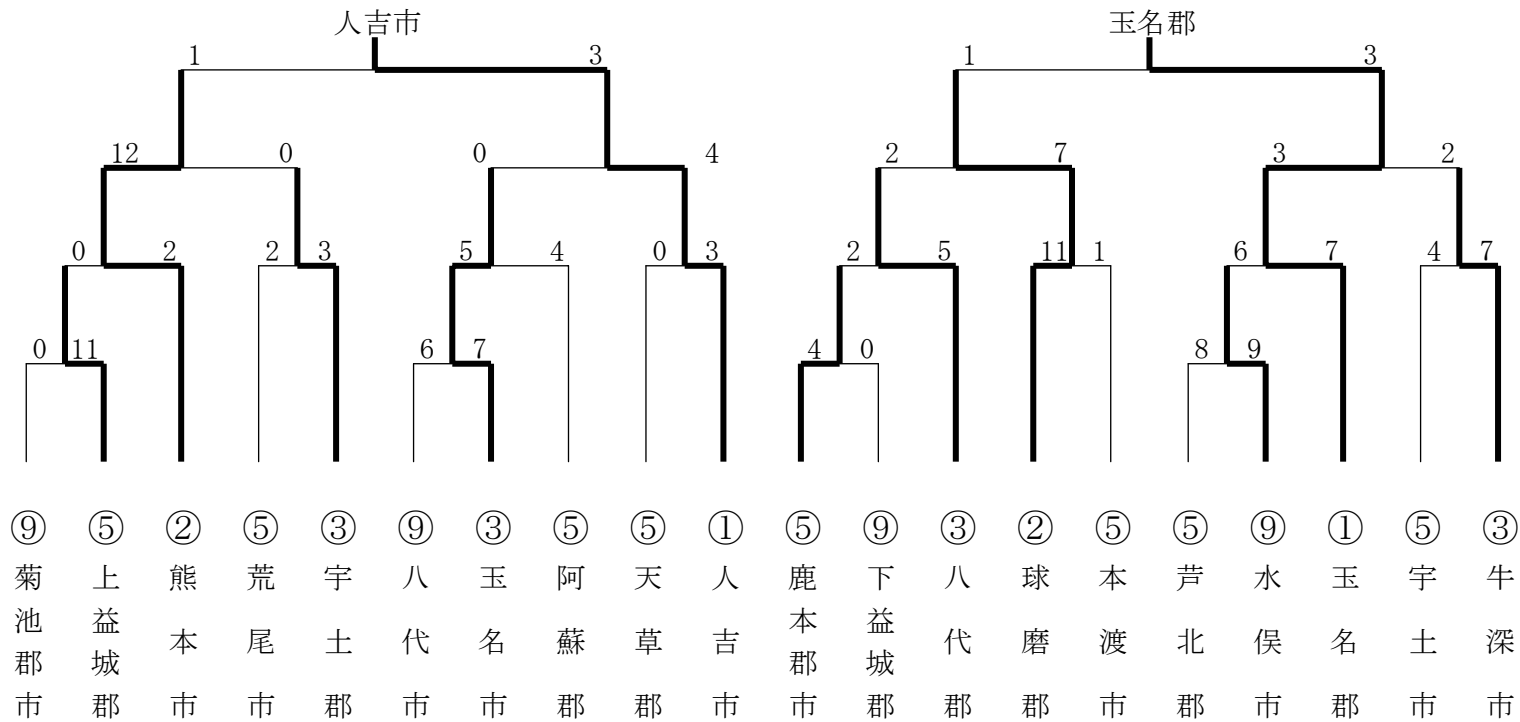 人吉市 玉名郡
1 3 1 3
12 0 0 4 2 7 3 2
0 2 2 3 5 4 0 3 2 5 11 1 6 7 4 7
0 11 6 7 4 0 8 9
⑨ ⑤ ② ⑤ ③ ⑨ ③ ⑤ ⑤ ① ⑤ ⑨ ③ ② ⑤ ⑤ ⑨ ① ⑤ ③
菊池郡市
上益城郡
熊本市
荒尾市
宇土郡
八代市
玉名市
阿蘇郡
天草郡
人吉市
鹿本郡市
下益城郡
八代郡
球磨郡
本渡市
芦北郡
水俣市
玉名郡
宇土市
牛深市